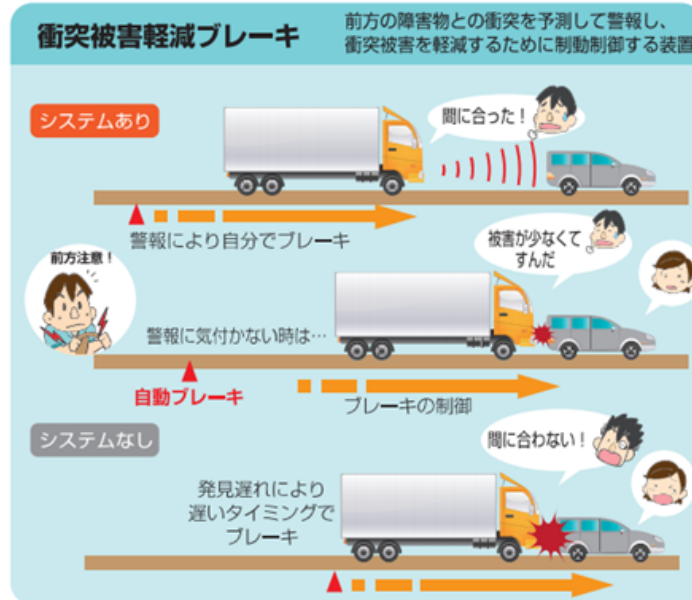 衝突被害軽減ブレーキ
前方の障害物との衝突を予測して警報し、
衝突被害を軽減するために制動制御する装置
システムあり
間に合った！
警報により自分でブレーキ
前方注意！
被害が少なくて
すんだ
警報に気付かない時は…
自動ブレーキ
ブレーキの制御
システムなし
間に合わない！
発見遅れにより
遅いタイミングで
ブレーキ